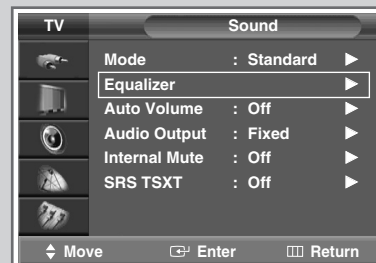 TV Sound
Mode : Standard
Equalizer
Auto Volume : Off
Audio Output : Fixed
Internal Mute : Off
SRS TSXT : Off
Move Enter Return